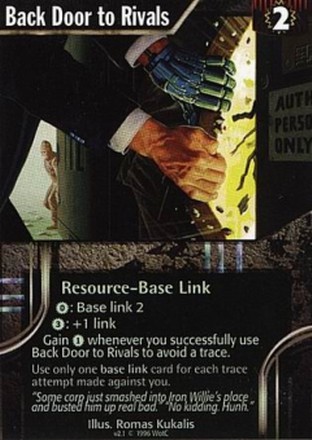 Back Door to Rivals
2
AUTH
PERSO
ONLY
Resource-Base Link
0: Base link 2
3: +1 link
Gain 1 whenever you successfully use
Back Door to Rivals to avoid a trace.
Use only one base link card for each trace
attempt made against you.
"Some corp just smashed into Iron Willie's place
and busted him up real bad." "No kidding. Hunh."
Illus. Romas Kukalis
v2.1 © 1996 WotC